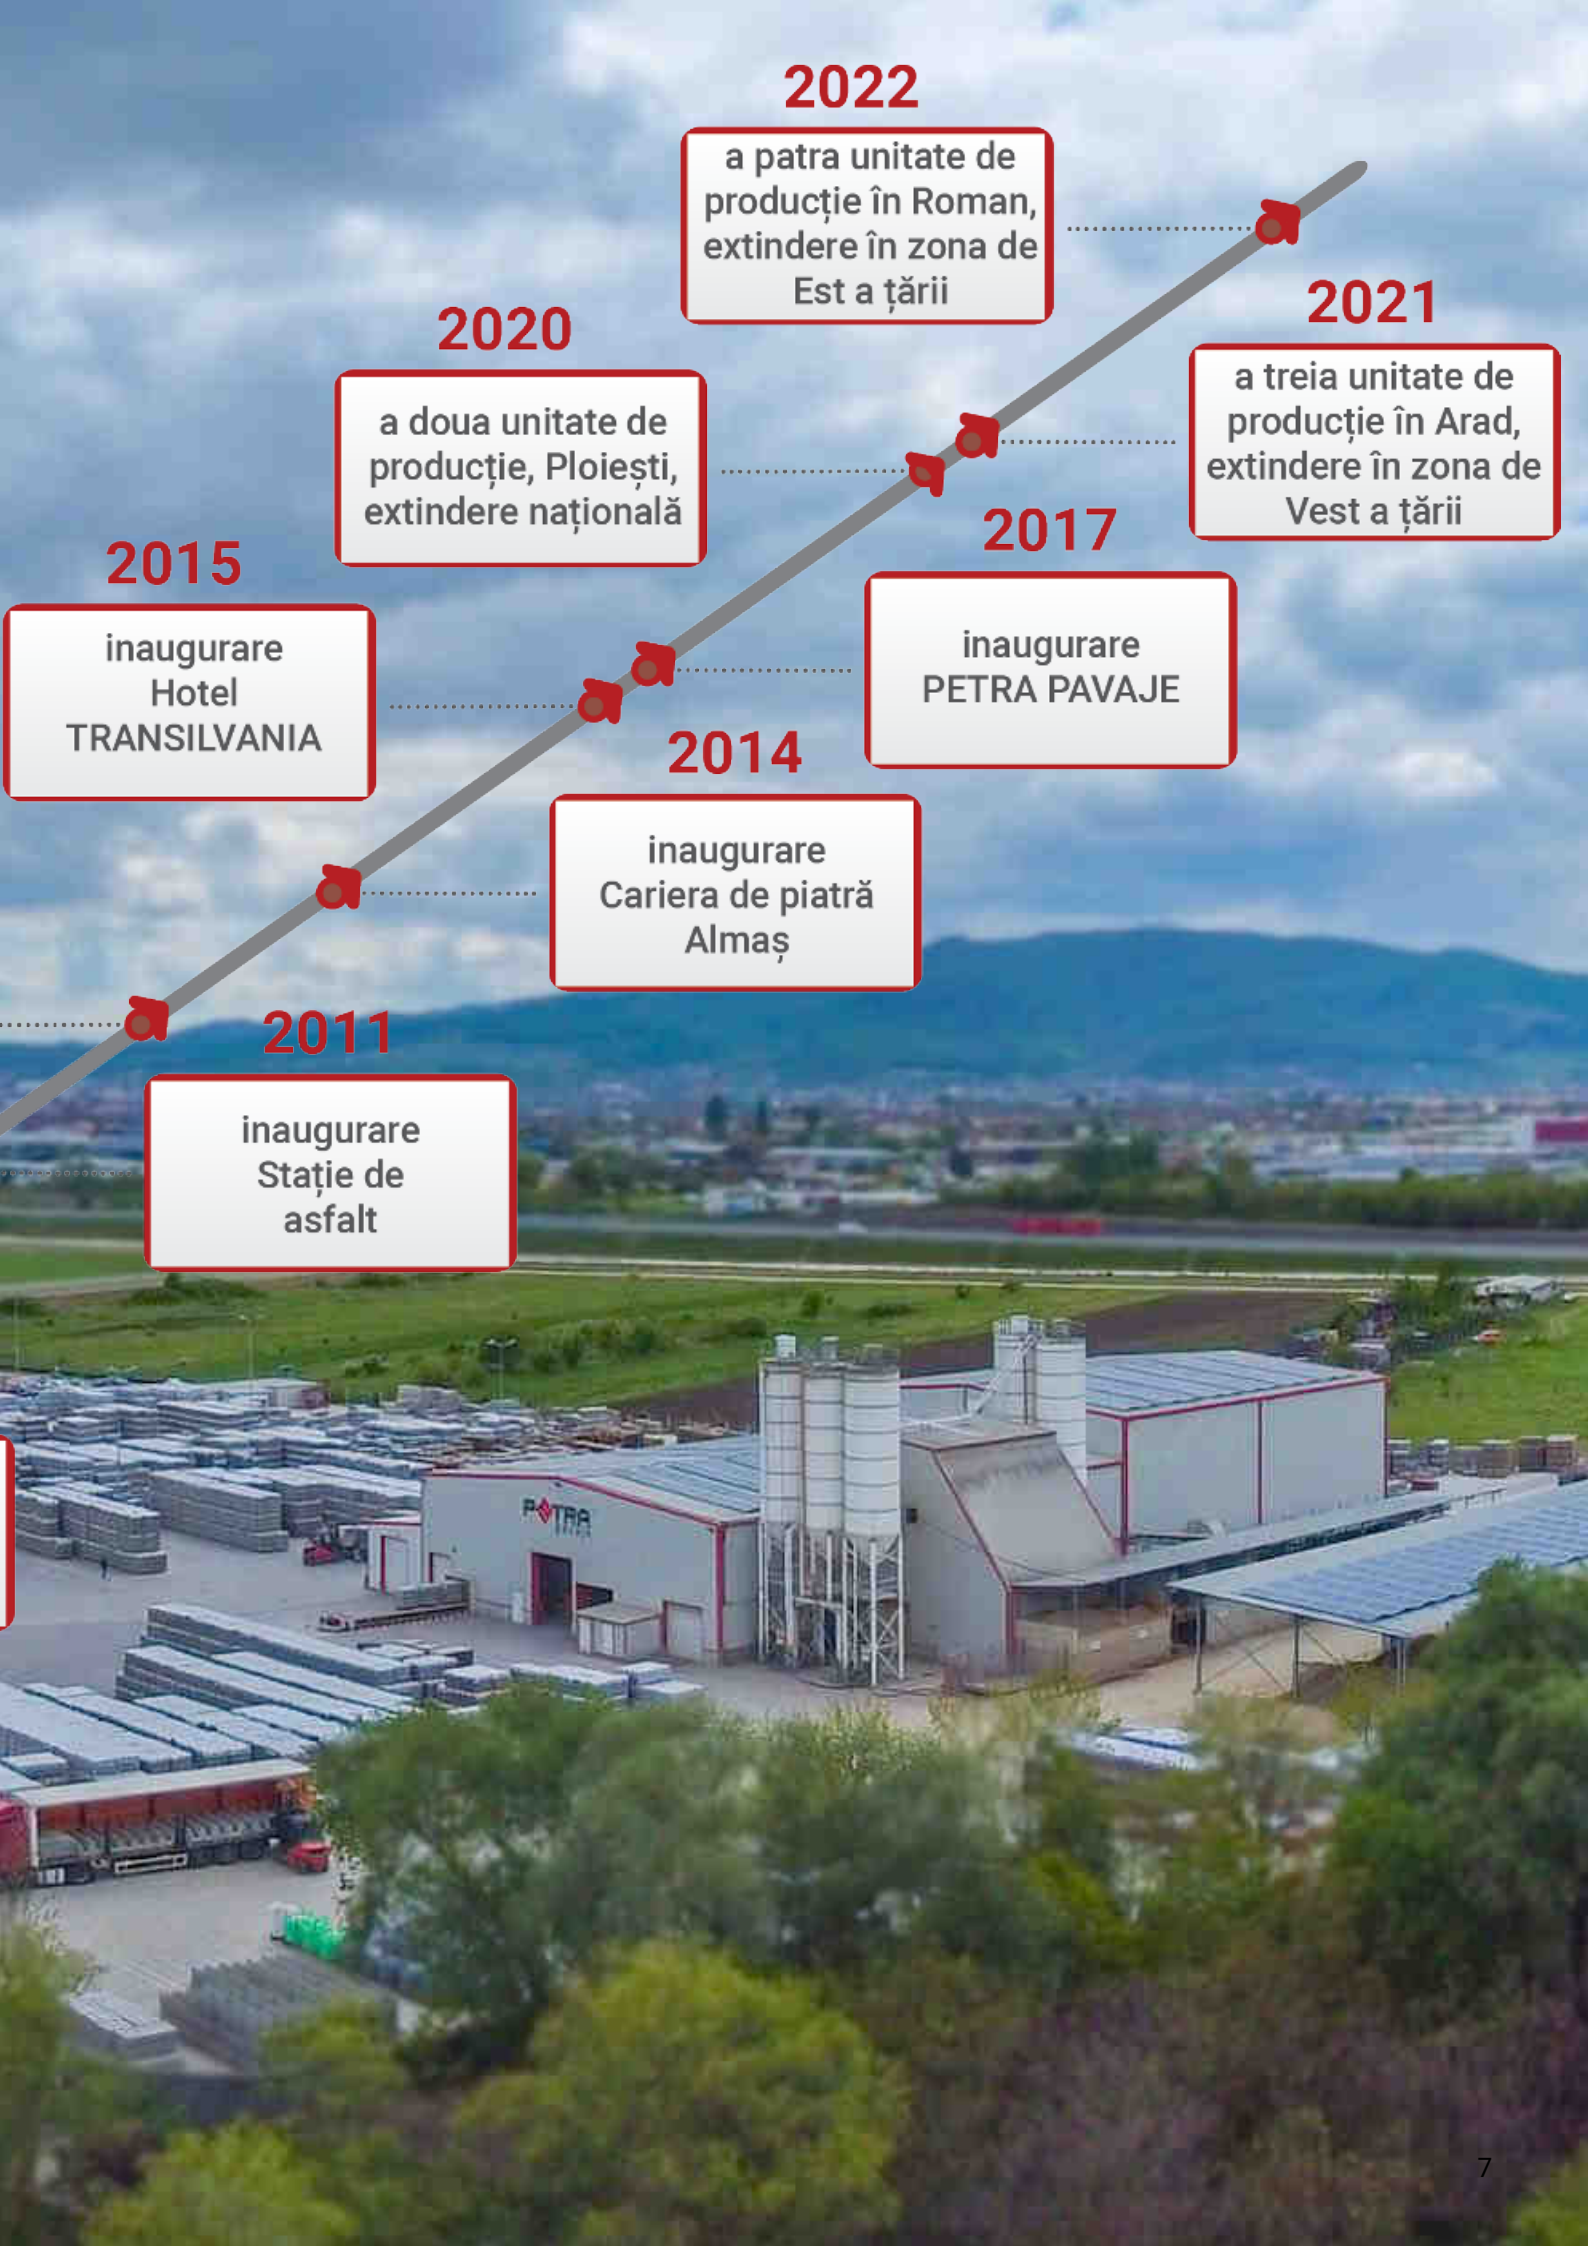 2022
a patra unitate de
producție în Roman,
extindere în zona de
Est a țării
2021
a treia unitate de
producție în Arad,
extindere în zona de
Vest a țării
2020
a doua unitate de
producție, Ploiești,
extindere națională
2017
inaugurare
PETRA PAVAJE
2015
inaugurare
Hotel
TRANSILVANIA
2014
inaugurare
Cariera de piatră
Almaș
2011
inaugurare
Stație de
asfalt
7